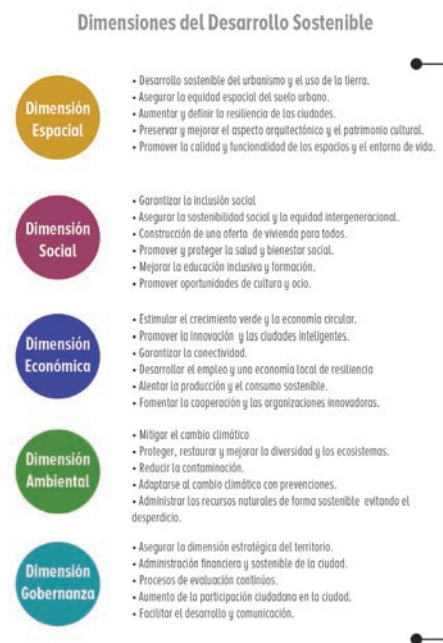 Dimensiones del Desarrollo Sostenible
Dimensión
Espacial
• Desarrollo sostenible del urbanismo y el uso de la tierra.
• Asegurar la equidad espacial del suelo urbano.
• Aumentar y definir la resiliencia de las ciudades.
• Preservar y mejorar el aspecto arquitectónico y el patrimonio cultural.
• Promover la calidad y funcionalidad de los espacios y el entorno de vida.
Dimensión
Social
• Garantizar la inclusión social
• Asegurar la sostenibilidad social y la equidad intergeneracional.
• Construcción de una oferta de vivienda para todos.
• Promover y proteger la salud y bienestar social.
• Mejorar la educación inclusiva y formación.
• Promover oportunidades de cultura y ocio.
Dimensión
Económica
• Estimular el crecimiento verde y la economía circular.
• Promover la innovación y las ciudades inteligentes.
• Garantizar la conectividad.
• Desarrollar el empleo y una economía local de resiliencia
• Alentar la producción y el consumo sostenible.
• Fomentar la cooperación y las organizaciones innovadoras.
Dimensión
Ambiental
• Mitigar el cambio climático
• Proteger, restaurar y mejorar la diversidad y los ecosistemas.
• Reducir la contaminación.
• Adaptarse al cambio climático con prevenciones.
• Administrar los recursos naturales de forma sostenible evitando el
desperdicio.
Dimensión
Gobernanza
• Asegurar la dimensión estratégica del territorio.
• Administración financiera y sostenible de la ciudad.
• Procesos de evaluación continúos.
• Aumento de la participación ciudadana en la ciudad.
• Facilitar el desarrollo y comunicación.